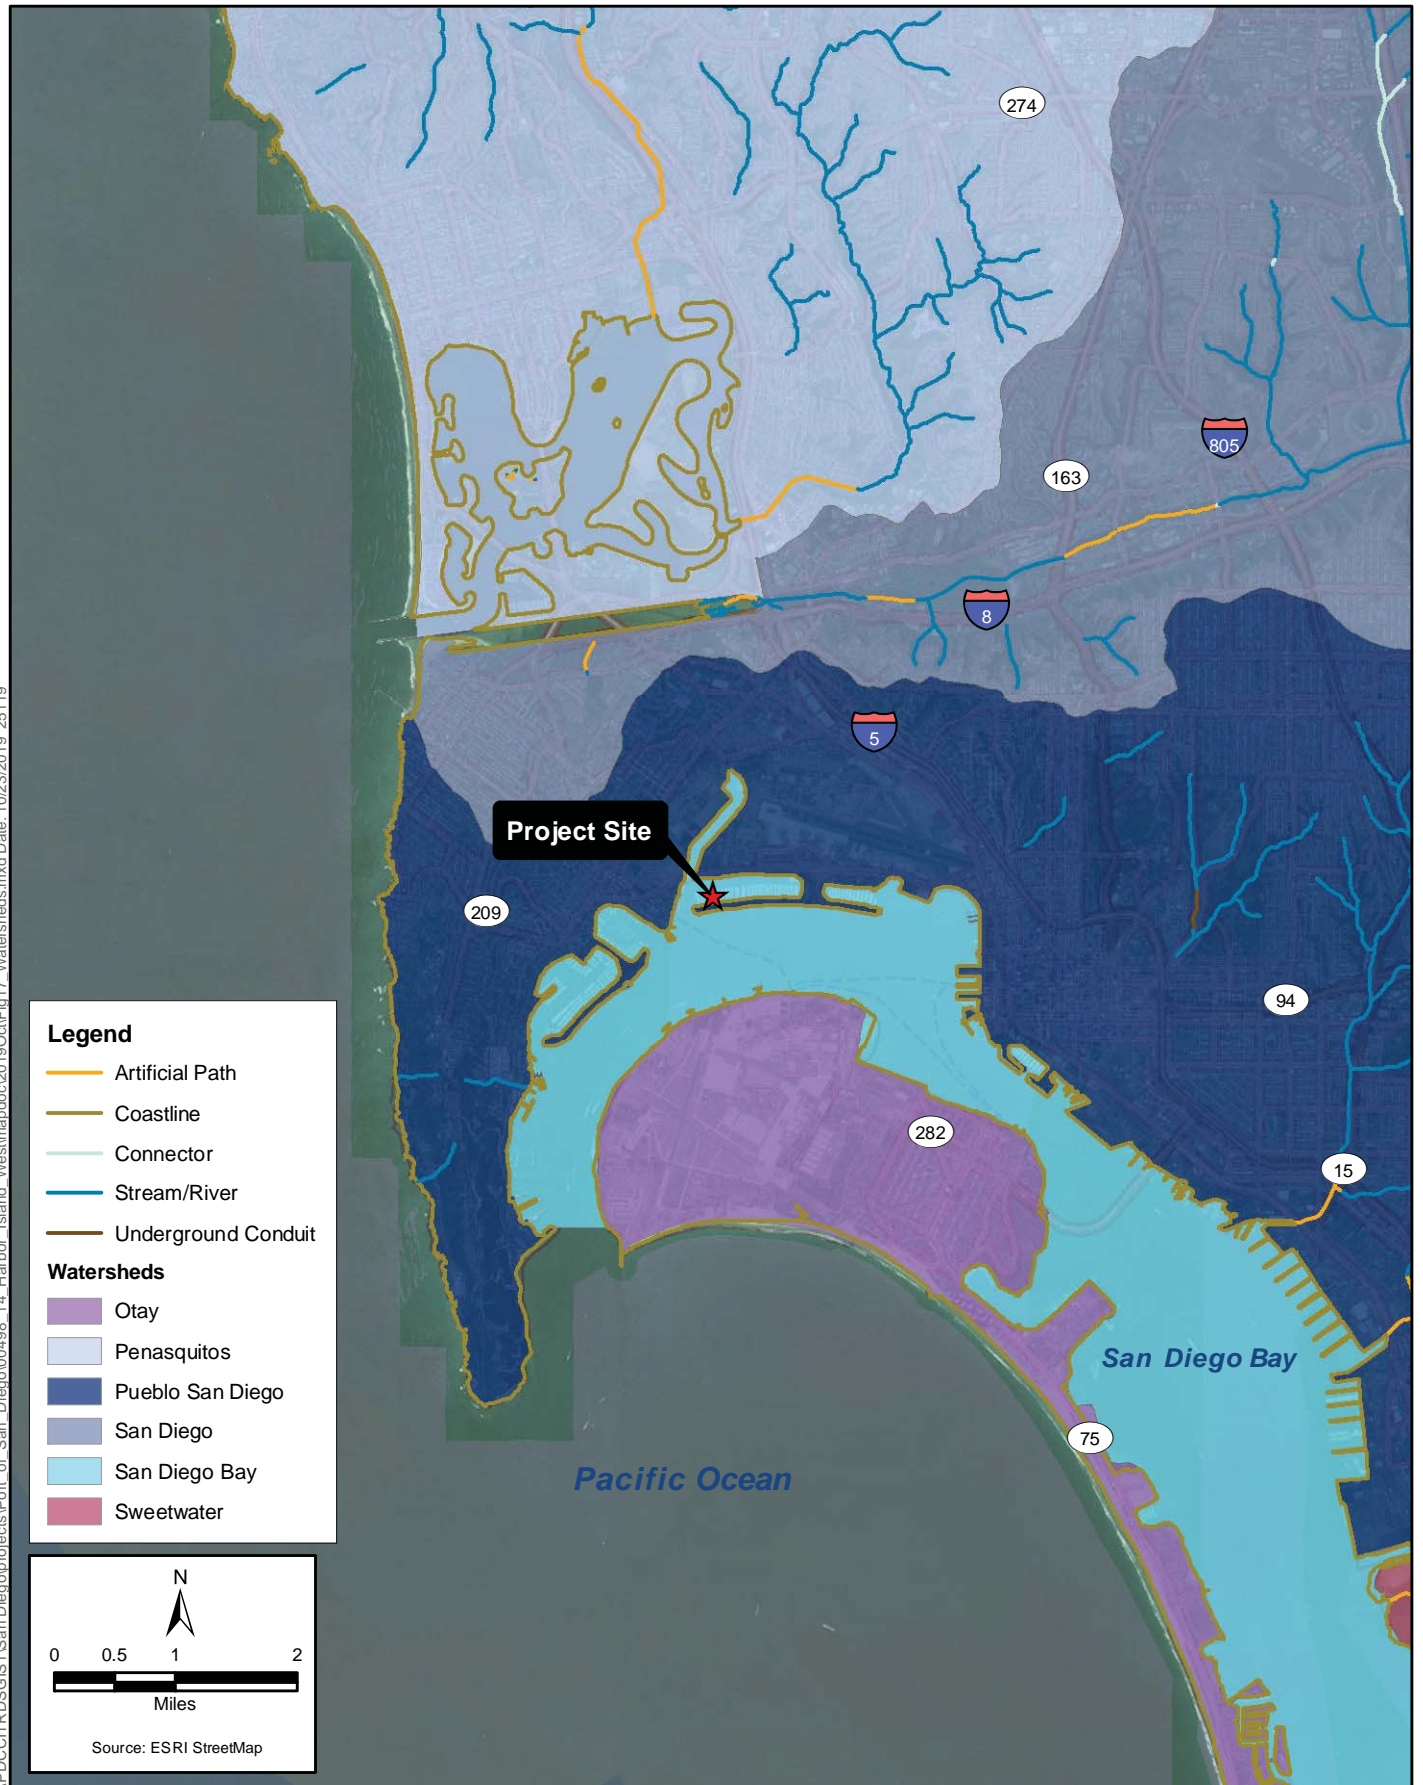 274
805
163
8
5
Project Site
209
94
282
15
San Diego Bay
75
Pacific Ocean
Legend
Artificial Path
Coastline
Connector
Stream/River
Underground Conduit
Watersheds
Otay
Penasquitos
Pueblo San Diego
San Diego
San Diego Bay
Sweetwater
N
0 0.5 1 2
Miles
Source: ESRI StreetMap